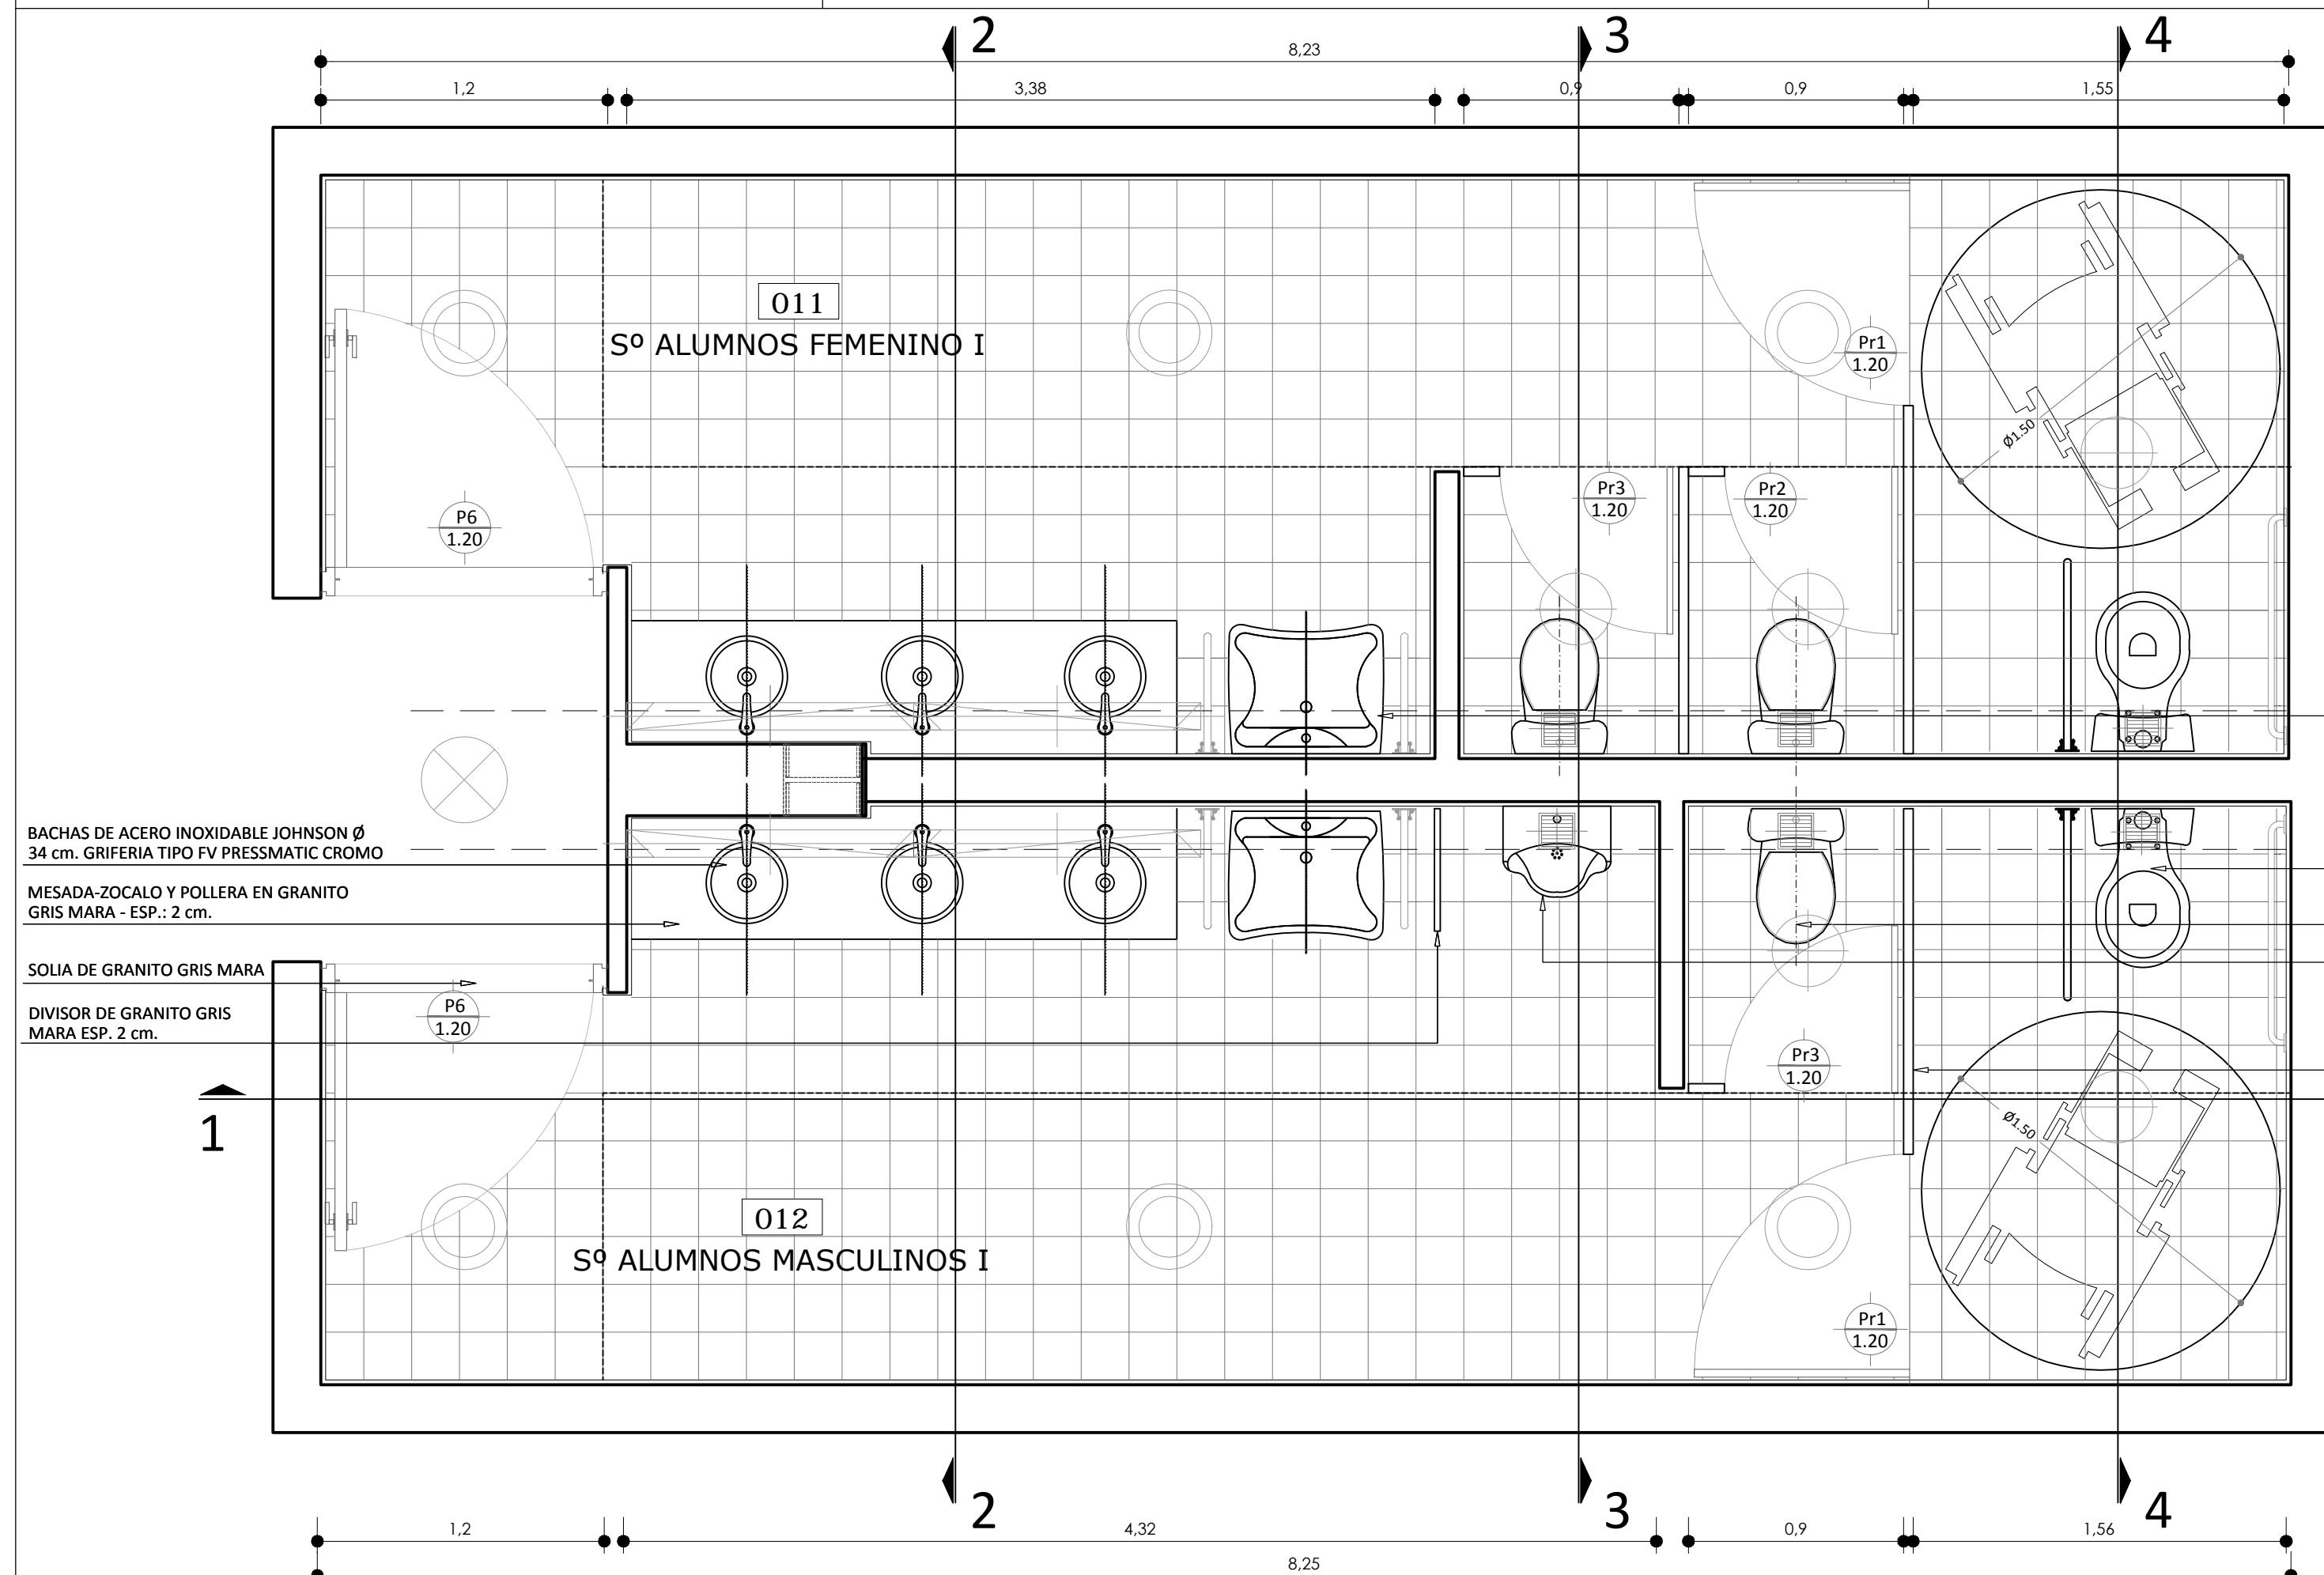 2
3
4
8,23
1,2
3,38
0,9
0,9
1,55
011
Sº ALUMNOS FEMENINO I
Pr1
1.20
Ø1.50
P6
1.20
Pr3
1.20
Pr2
1.20
BACHAS DE ACERO INOXIDABLE JOHNSON Ø
34 cm. GRIFERIA TIPO FV PRESSMATIC CROMO
MESADA-ZOCALO Y POLLERA EN GRANITO
GRIS MARA - ESP.: 2 cm.
SOLIA DE GRANITO GRIS MARA
DIVISOR DE GRANITO GRIS
MARA ESP. 2 cm.
P6
1.20
Pr3
1.20
Ø1.50
1
012
Sº ALUMNOS MASCULINOS I
Pr1
1.20
2
3
4
1,2
4,32
0,9
1,56
8,25